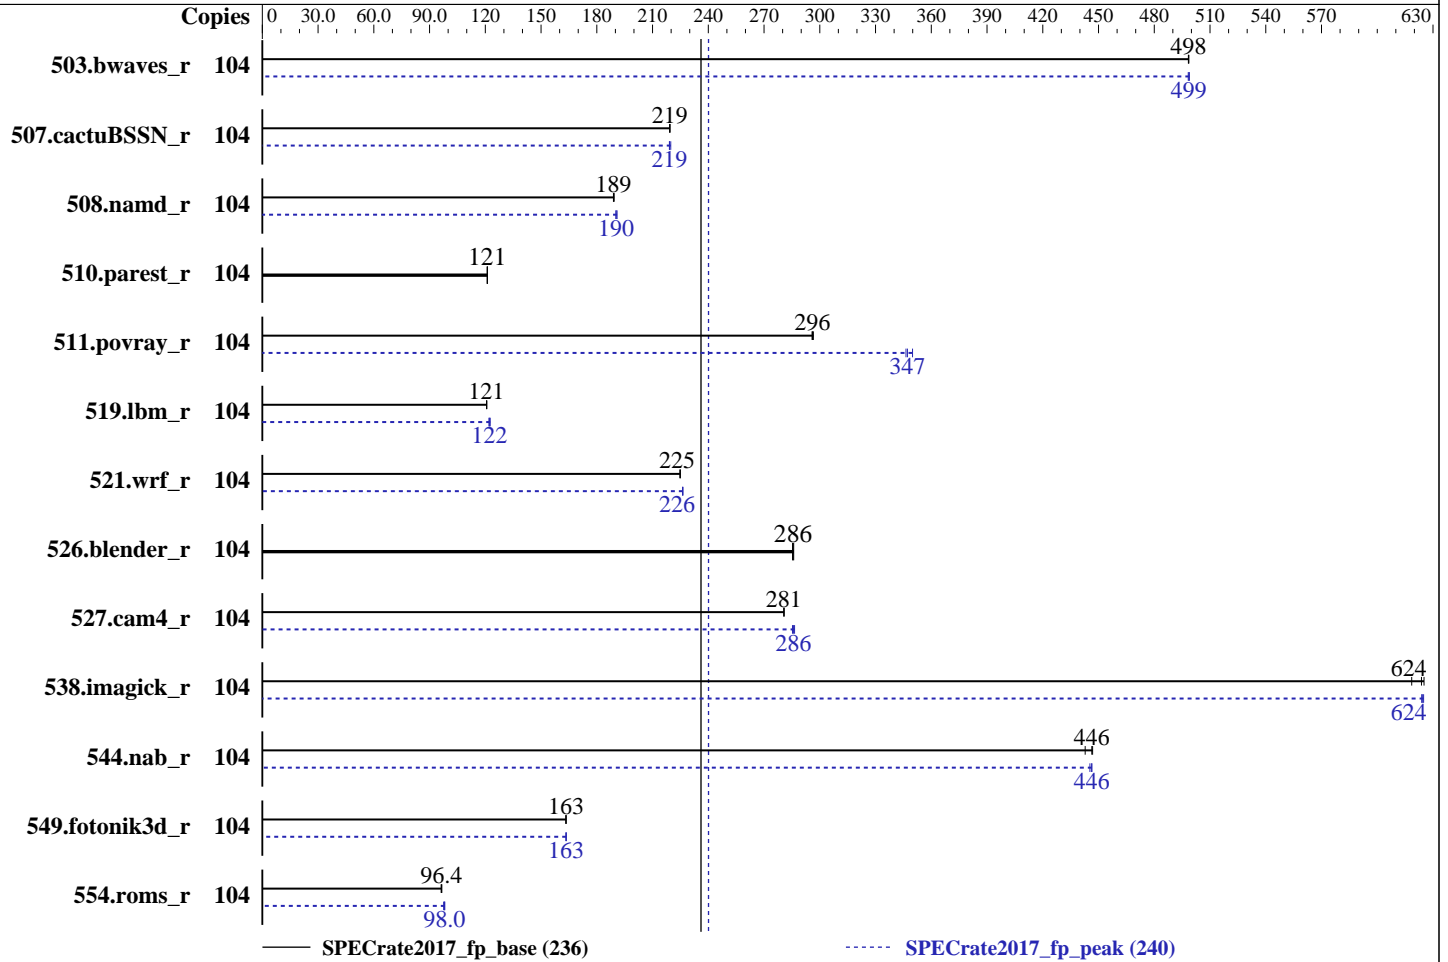 Copies 0 30.0 60.0 90.0 120 150 180 210 240 270 300 330 360 390 420 450 480 510 540 570 630
503.bwaves_r 104 498
499
507.cactuBSSN_r 104 219
219
508.namd_r 104 189
190
510.parest_r 104 121
511.povray_r 104 296
347
519.lbm_r 104 121
122
521.wrf_r 104 225
226
526.blender_r 104 286
527.cam4_r 104 281
286
538.imagick_r 104 624
624
544.nab_r 104 446
446
549.fotonik3d_r 104 163
163
554.roms_r 104 96.4
98.0
SPECrate2017_fp_base (236) SPECrate2017_fp_peak (240)